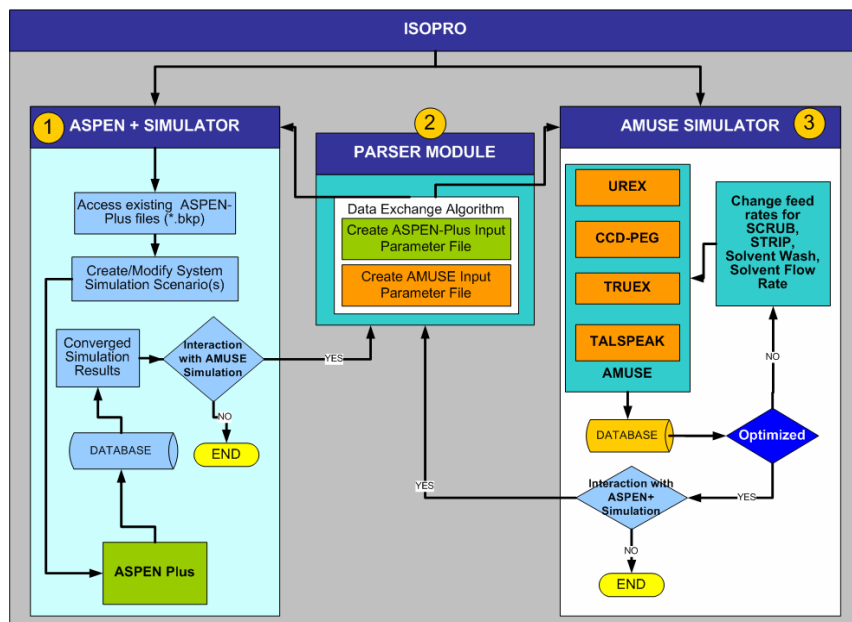 ISOPRO
1
ASPEN + SIMULATOR
Access existing ASPEN-
Plus files (*.bkp)
Create/Modify System
Simulation Scenario(s)
Converged
Simulation
Results
Interaction
with AMUSE
Simulation
YES
NO
END
DATABASE
ASPEN Plus
2
PARSER MODULE
Data Exchange Algorithm
Create ASPEN-Plus Input
Parameter File
Create AMUSE Input
Parameter File
YES
AMUSE SIMULATOR
3
UREX
CCD-PEG
TRUEX
TALSPEAK
AMUSE
Change feed
rates for
SCRUB,
STRIP,
Solvent Wash,
Solvent Flow
Rate
NO
DATABASE
Optimized
YES
Interaction with
ASPEN+
Simulation
NO
END